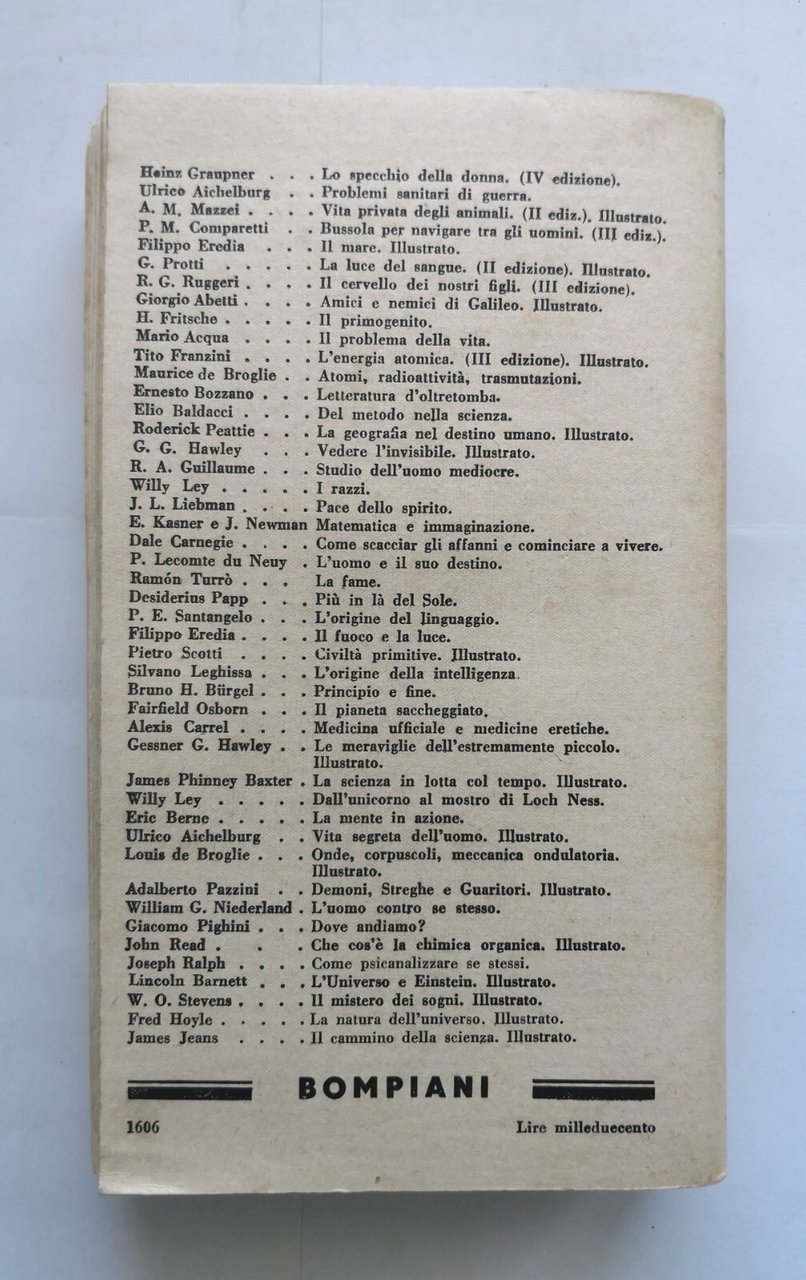 Heinz Graupner . . . Lo specchio della donna. (IV edizione).
Ulrico Aichelburg . . Problemi sanitari di guerra.
A. M. Mazzei . . . . Vita privata degli animali. (II ediz.). Illustrato.
P. M. Comparetti . . Bussola per navigare tra gli uomini. (III ediz.).
Filippo Eredia . . . Il mare. Illustrato.
G. Protti . . . . . La luce del sangue. (II edizione). Illustrato.
R. G. Ruggeri . . . . Il cervello dei nostri figli. (III edizione).
Giorgio Abetti . . . . Amici e nemici di Galileo. Illustrato.
H. Fritsche . . . . . Il primogenito.
Mario Acqua . . . . Il problema della vita.
Tito Franzini . . . . L'energia atomica. (III edizione). Illustrato.
Maurice de Broglie . . Atomi, radioattività, trasmutazioni.
Ernesto Bozzano . . . Letteratura d'oltretomba.
Elio Baldacci . . . . Del metodo nella scienza.
Roderick Peattie . . . La geografia nel destino umano. Illustrato.
G. G. Hawley . . . Vedere l'invisibile. Illustrato.
R. A. Guillaume . . . Studio dell'uomo mediocre.
Willy Ley . . . . . I razzi.
J. L. Liebman . . . . Pace dello spirito.
E. Kasner e J. Newman Matematica e immaginazione.
Dale Carnegie . . . . Come scacciar gli affanni e cominciare a vivere.
P. Lecomte du Neuy . L'uomo e il suo destino.
Ramón Turrò . . . La fame.
Desiderius Papp . . . Più in là del Sole.
P. E. Santangelo . . . L'origine del linguaggio.
Filippo Eredia . . . . Il fuoco e la luce.
Pietro Scotti . . . . Civiltà primitive. Illustrato.
Silvano Leghissa . . . L'origine della intelligenza.
Bruno H. Bürgel . . . Principio e fine.
Fairfield Osborn . . . Il pianeta saccheggiato.
Alexis Carrel . . . . Medicina ufficiale e medicine eretiche.
Gessner G. Hawley . . Le meraviglie dell'estremamente piccolo.
Illustrato.
James Phinney Baxter . La scienza in lotta col tempo. Illustrato.
Willy Ley . . . . . Dall'unicorno al mostro di Loch Ness.
Eric Berne . . . . . La mente in azione.
Ulrico Aichelburg . . Vita segreta dell'uomo. Illustrato.
Louis de Broglie . . . Onde, corpuscoli, meccanica ondulatoria.
Illustrato.
Adalberto Pazzini . . Demoni, Streghe e Guaritori. Illustrato.
William G. Niederland . L'uomo contro se stesso.
Giacomo Pighini . . . Dove andiamo?
John Read . . . Che cos'è la chimica organica. Illustrato.
Joseph Ralph . . . . Come psicanalizzare se stessi.
Lincoln Barnett . . . L'Universo e Einstein. Illustrato.
W. O. Stevens . . . . Il mistero dei sogni. Illustrato.
Fred Hoyle . . . . . La natura dell'universo. Illustrato.
James Jeans . . . . Il cammino della scienza. Illustrato.
BOMPIANI
1606 Lire milleduecento